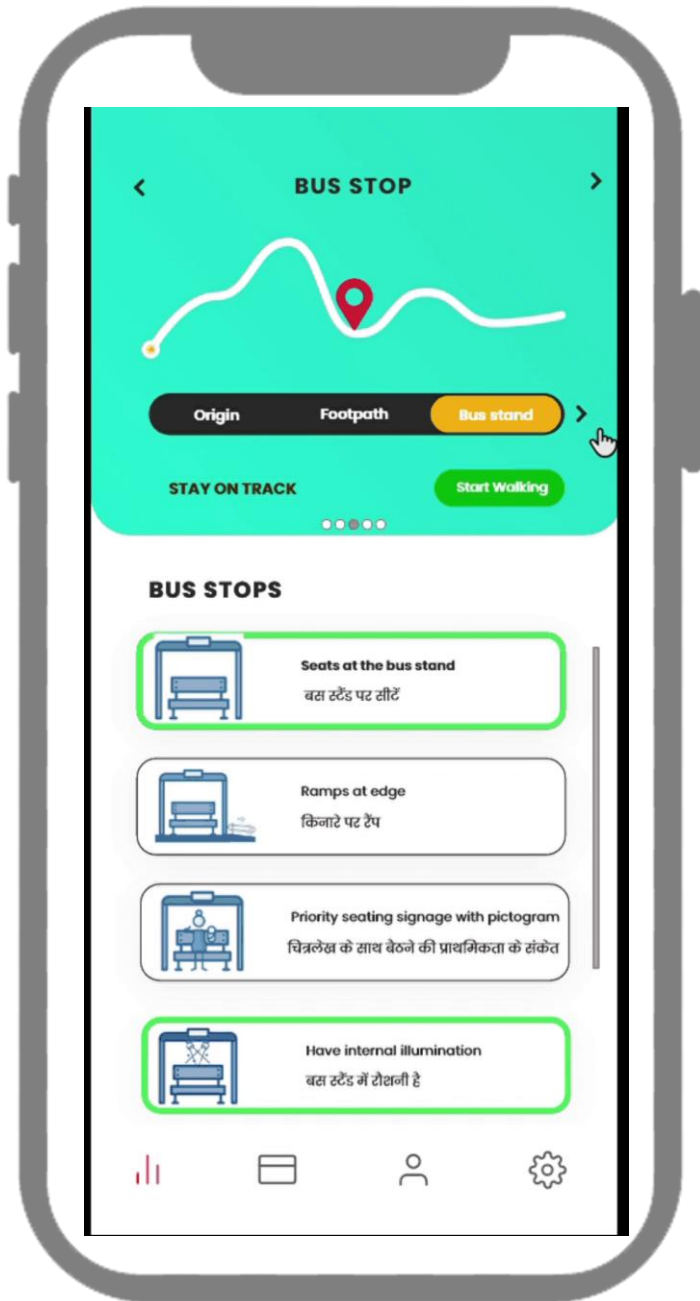 BUS STOP
Origin
Footpath
Bus stand
STAY ON TRACK
Start Walking
BUS STOPS
Seats at the bus stand
बस स्टैंड पर सीटें
Ramps at edge
किनारे पर रैंप
Priority seating signage with pictogram
चित्रलेख के साथ बैठने की प्राथमिकता के संकेत
Have internal illumination
बस स्टैंड में रौशनी है